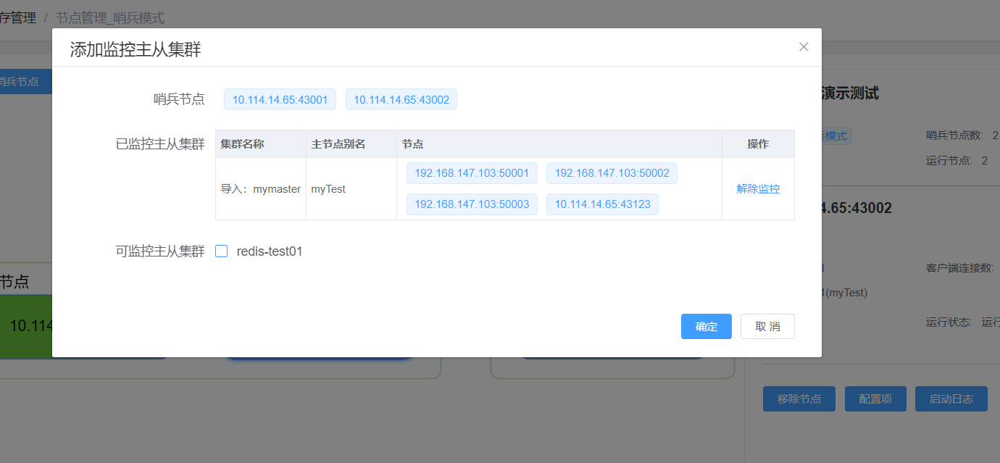 存管理 / 节点管理_哨兵模式
添加监控主从集群
哨兵节点
演示测试
哨兵节点 10.114.14.65:43001 10.114.14.65:43002
兵模式 哨兵节点数: 2
已监控主从集群 集群名称 主节点别名 节点 操作
运行节点: 2
192.168.147.103:50001 192.168.147.103:50002
导入：mymaster myTest 解除监控
192.168.147.103:50003 10.114.14.65:43123
4.65:43002
可监控主从集群 redis-test01
客户端连接数:
节点
1(myTest)
10.114
确定 取 消
运行状态: 运行
移除节点 配置项 启动日志